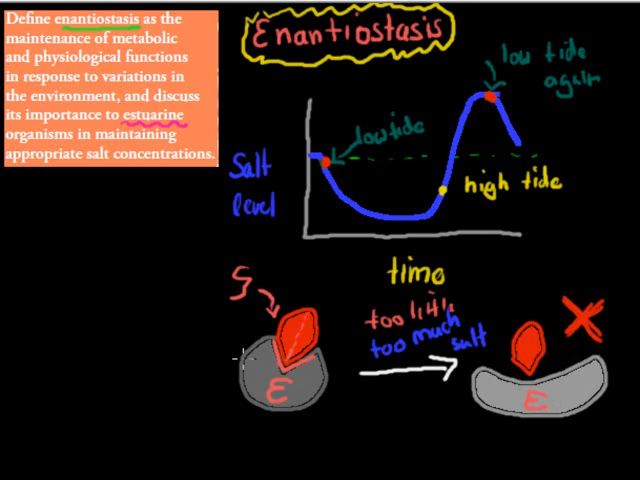 Define enantiostasis as the
maintenance of metabolic
and physiological functions
in response to variations in
the environment, and discuss
its importance to estuarine
organisms in maintaining
appropriate salt concentrations.
Enantiostasis
low tide
again
low tide
Salt
level
high tide
time
S
too little
too much
salt
E
E